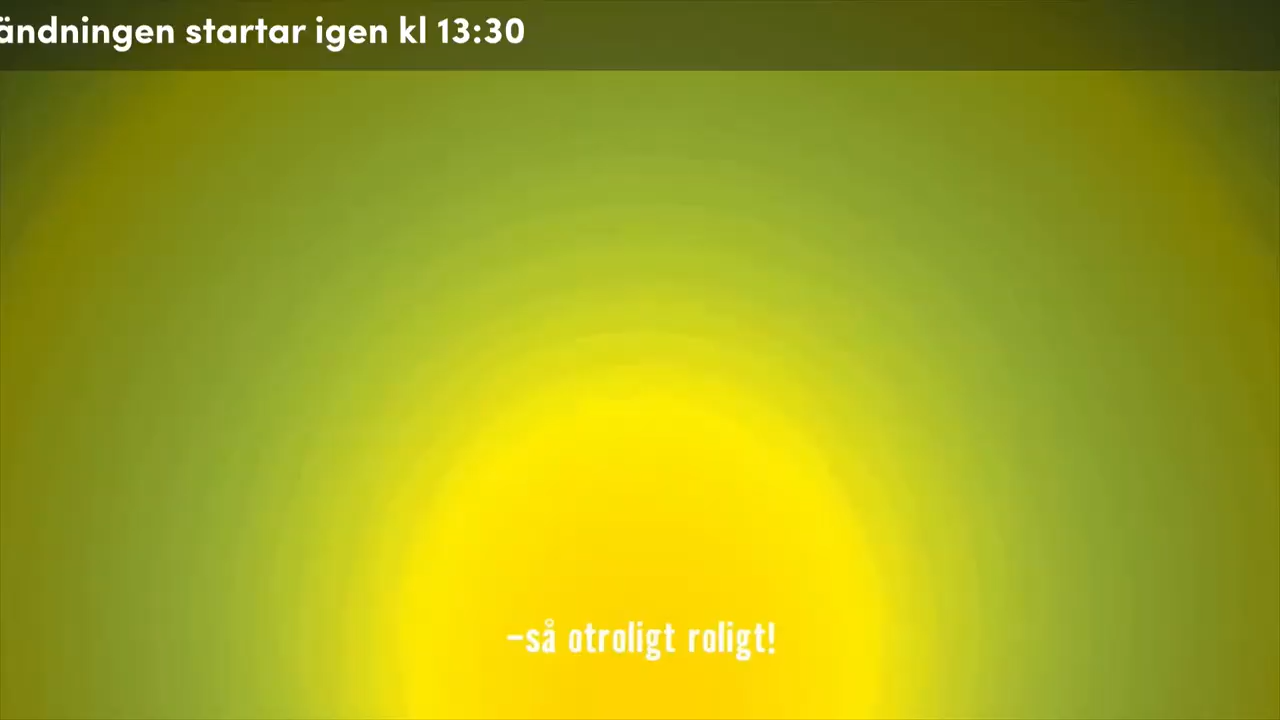 ändningen startar igen kl 13:30
–så otroligt roligt!